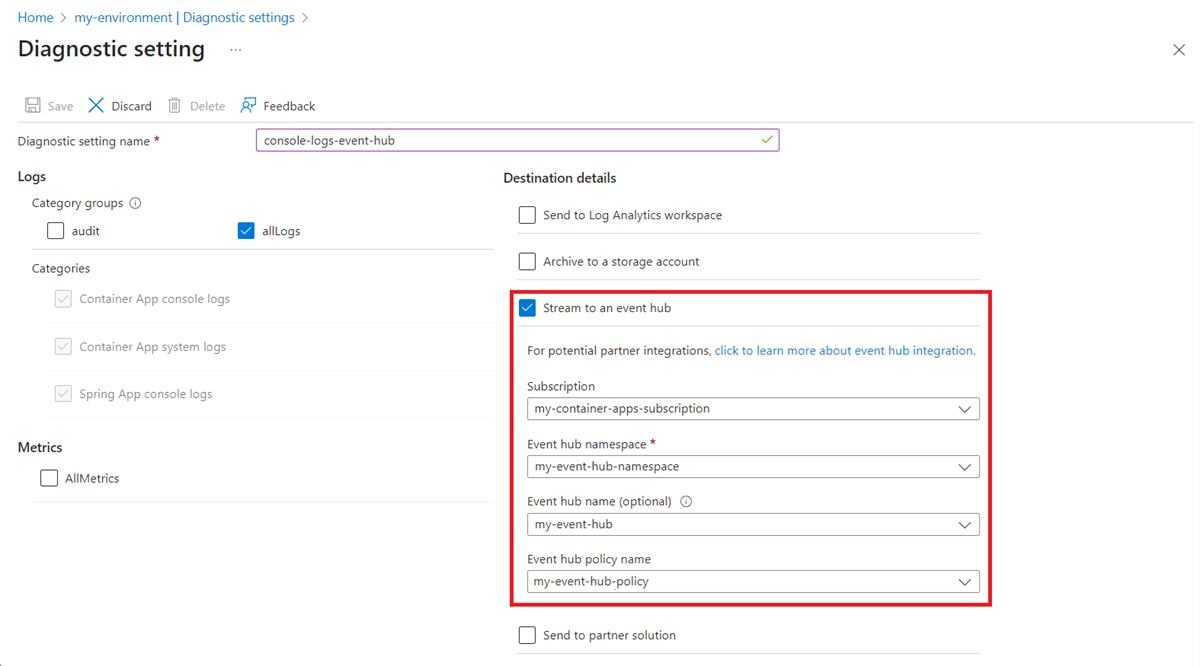 Home > my-environment | Diagnostic settings >
Diagnostic setting ...
Save Discard Delete Feedback
Diagnostic setting name * console-logs-event-hub
Logs
Category groups
audit allLogs
Categories
Container App console logs
Container App system logs
Spring App console logs
Metrics
AllMetrics
Destination details
Send to Log Analytics workspace
Archive to a storage account
Stream to an event hub
For potential partner integrations, click to learn more about event hub integration.
Subscription
my-container-apps-subscription
Event hub namespace *
my-event-hub-namespace
Event hub name (optional)
my-event-hub
Event hub policy name
my-event-hub-policy
Send to partner solution